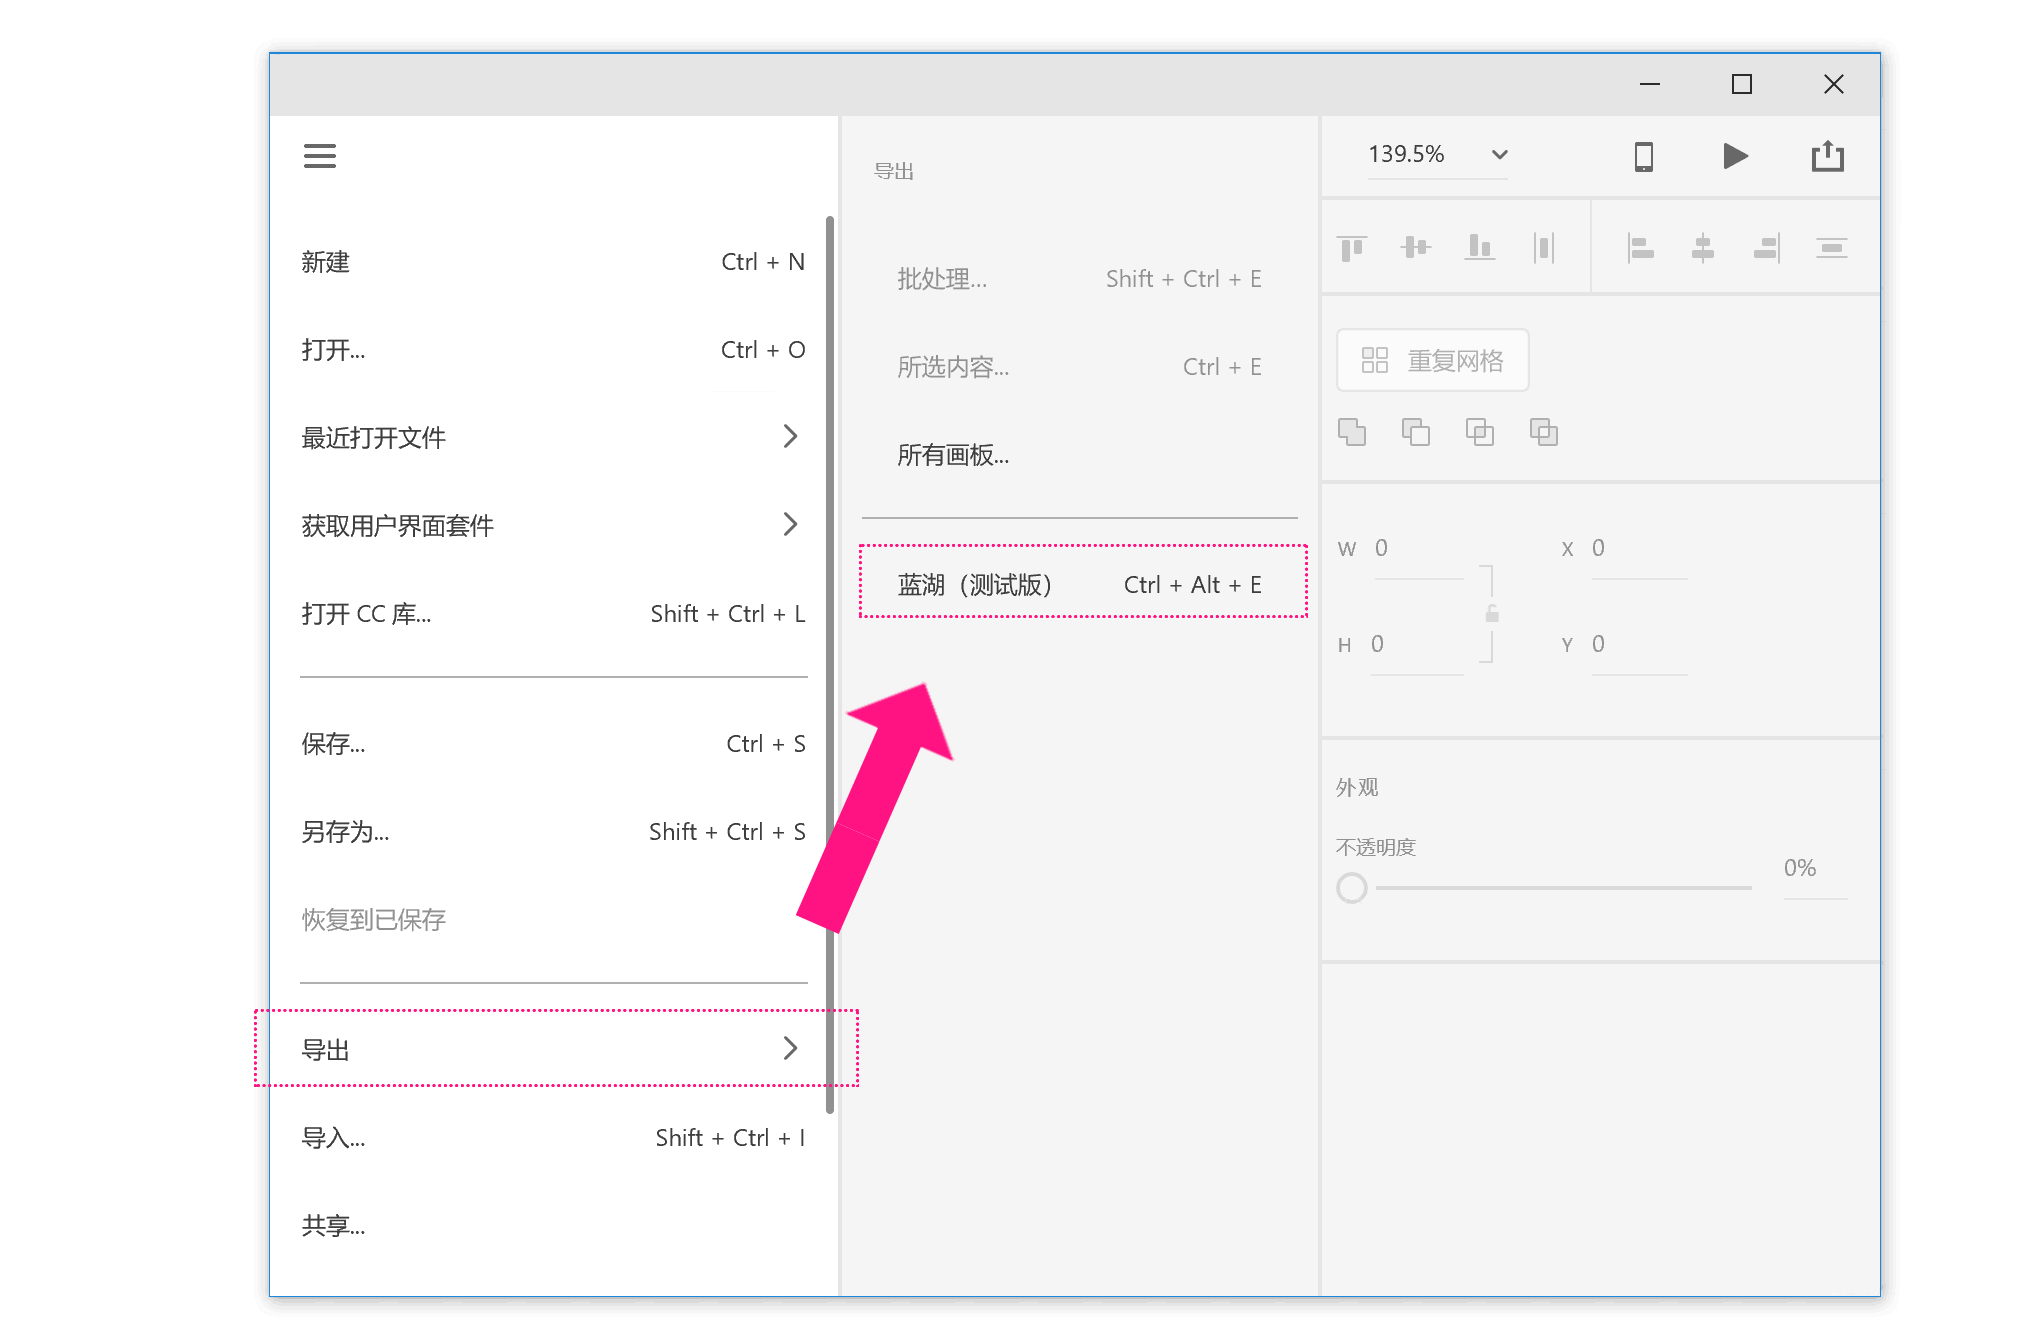 新建 Ctrl + N
打开... Ctrl + O
最近打开文件
获取用户界面套件
打开 CC 库... Shift + Ctrl + L
保存... Ctrl + S
另存为... Shift + Ctrl + S
恢复到已保存
导出
导入... Shift + Ctrl + I
共享...
导出
批处理... Shift + Ctrl + E
所选内容... Ctrl + E
所有画板...
蓝湖（测试版） Ctrl + Alt + E
139.5%
重复网格
W 0 X 0
H 0 Y 0
外观
不透明度
0%